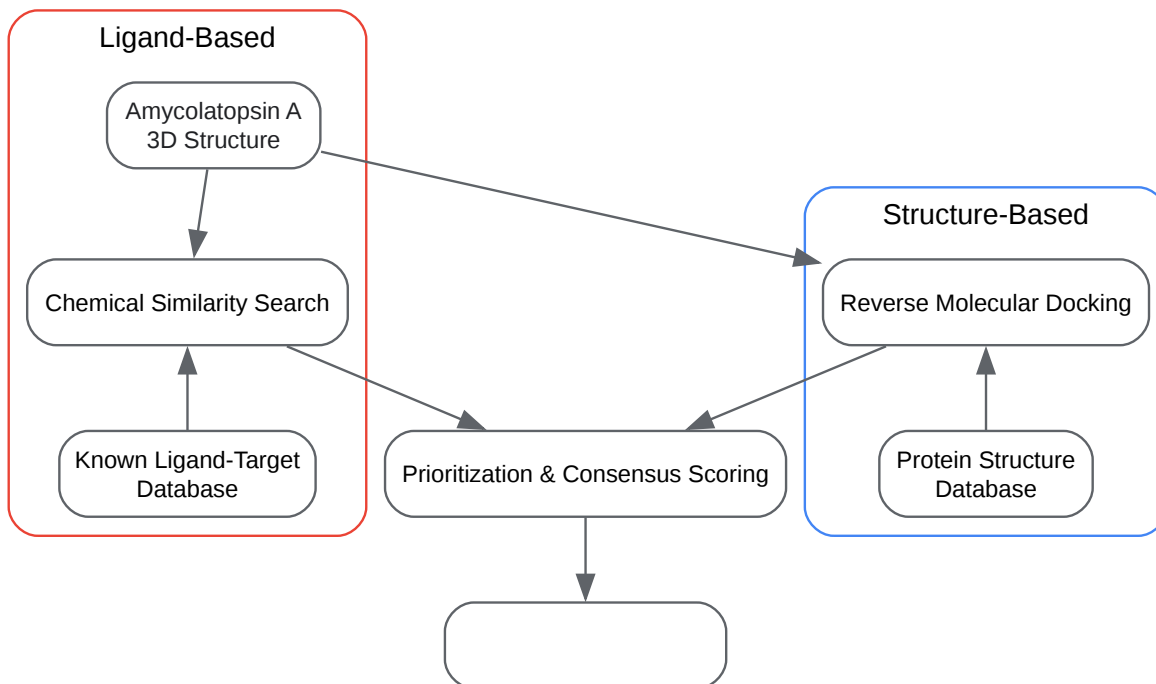 Ligand-Based
Amycolatopsin A
3D Structure
Structure-Based
Chemical Similarity Search
Reverse Molecular Docking
Known Ligand-Target
Database
Prioritization & Consensus Scoring
Protein Structure
Database